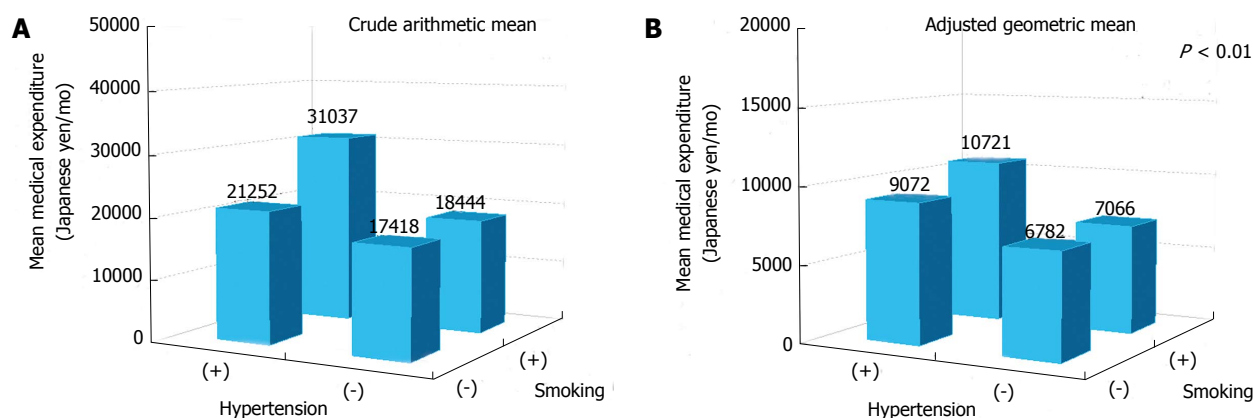 A
Crude arithmetic mean
Mean medical expenditure
(Japanese yen/mo)
50000
40000
30000
20000
10000
0
31037
21252
18444
17418
(+)
(-)
Hypertension
(-)
(+)
Smoking
B
Adjusted geometric mean
P < 0.01
Mean medical expenditure
(Japanese yen/mo)
20000
15000
10000
5000
0
10721
9072
7066
6782
(+)
(-)
Hypertension
(-)
(+)
Smoking